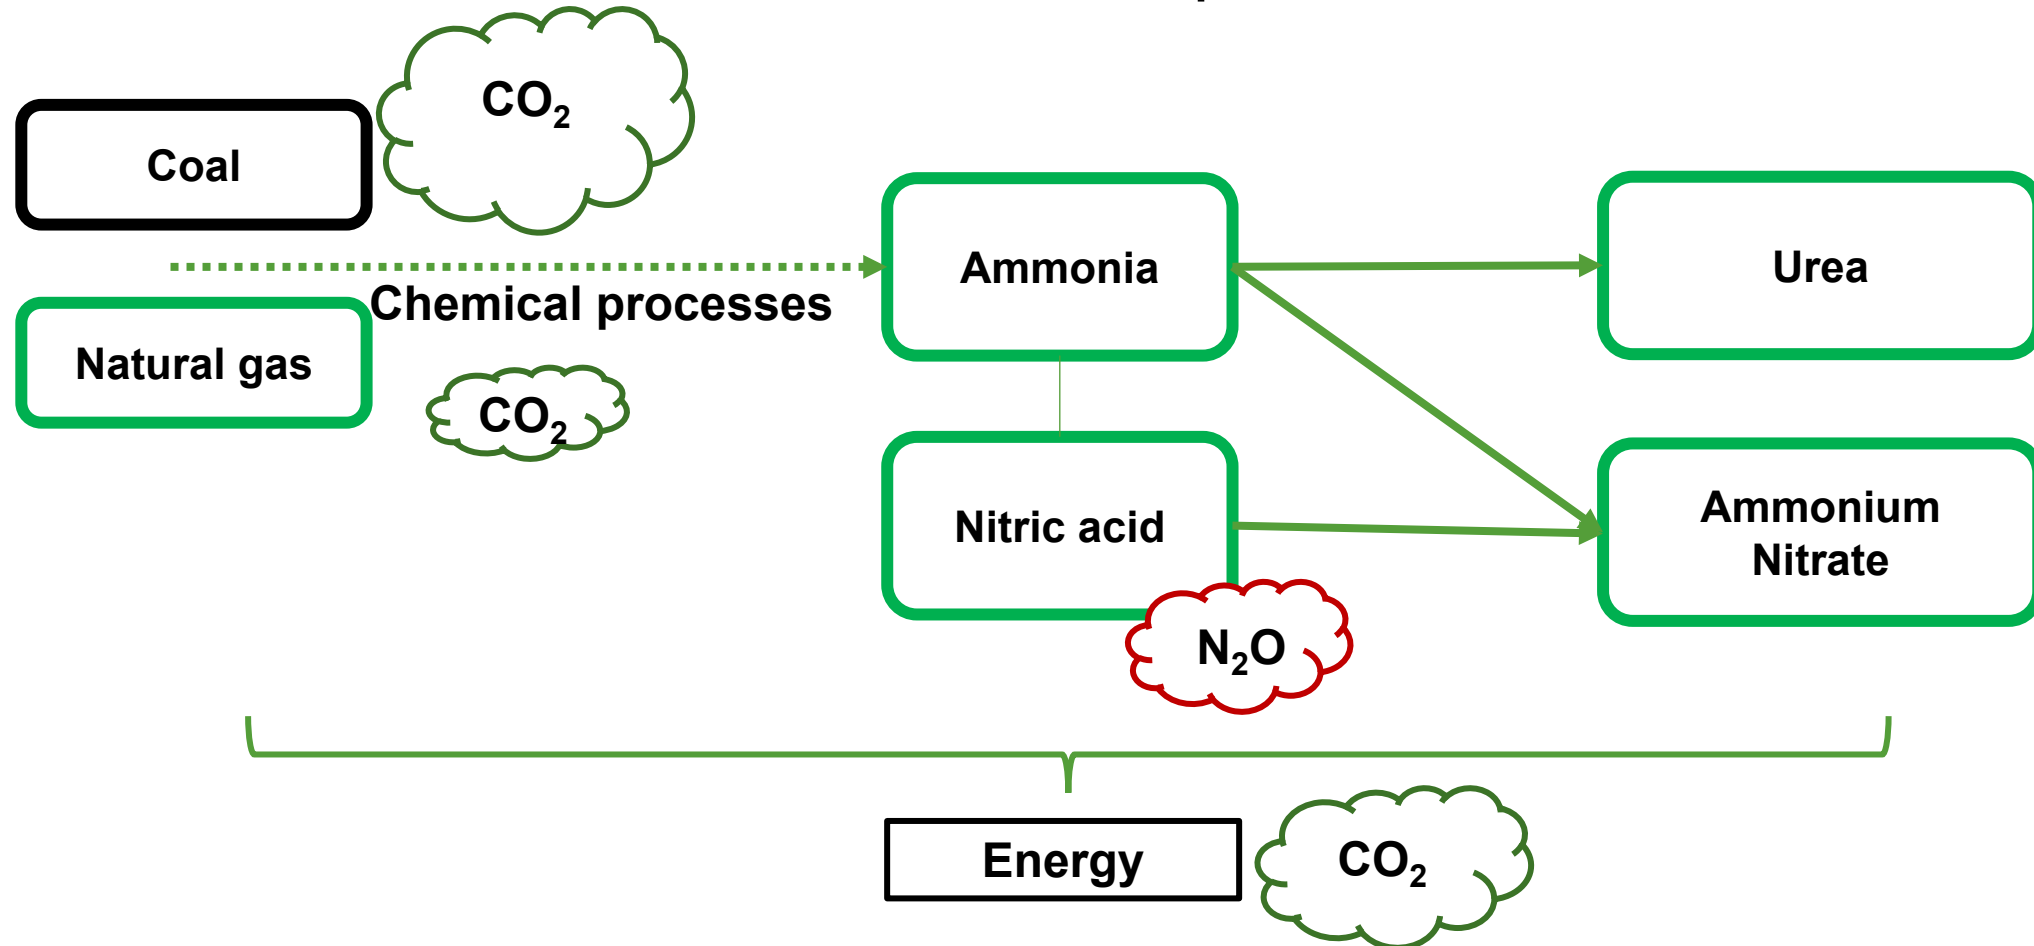 CO₂
Coal
Ammonia
Urea
Chemical processes
Natural gas
CO₂
Nitric acid
Ammonium
Nitrate
N₂O
Energy
CO₂